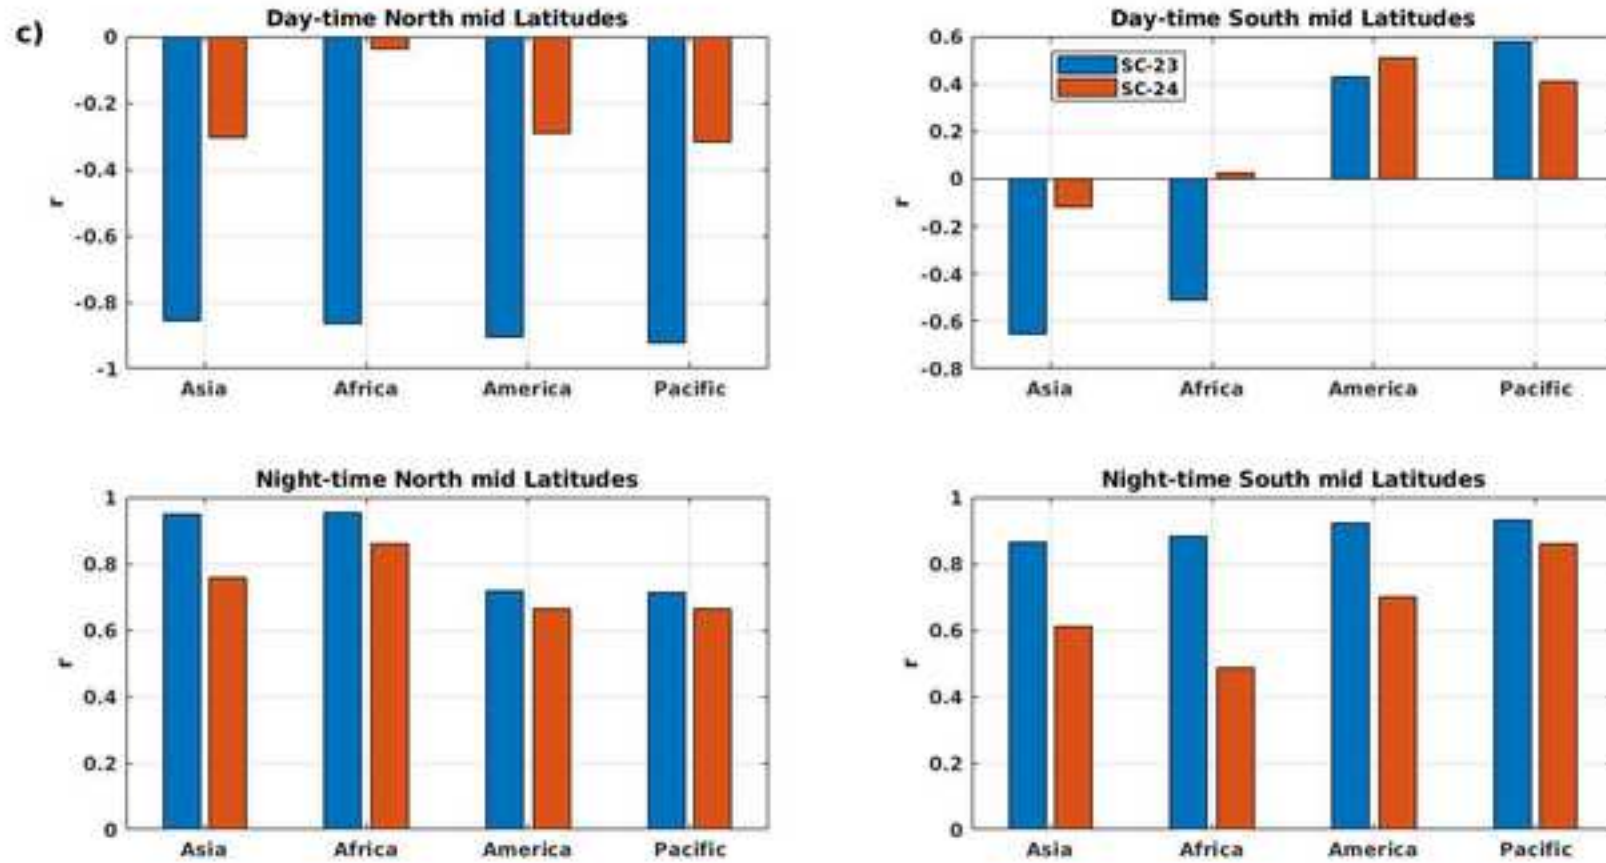 c)
Day-time North mid Latitudes
0
-0.2
-0.4
-0.6
-0.8
-1
r
Asia Africa America Pacific
Day-time South mid Latitudes
0.6
0.4
0.2
0
-0.2
-0.4
-0.6
-0.8
r
SC-23
SC-24
Asia Africa America Pacific
Night-time North mid Latitudes
1
0.8
0.6
0.4
0.2
0
r
Asia Africa America Pacific
Night-time South mid Latitudes
1
0.8
0.6
0.4
0.2
0
r
Asia Africa America Pacific